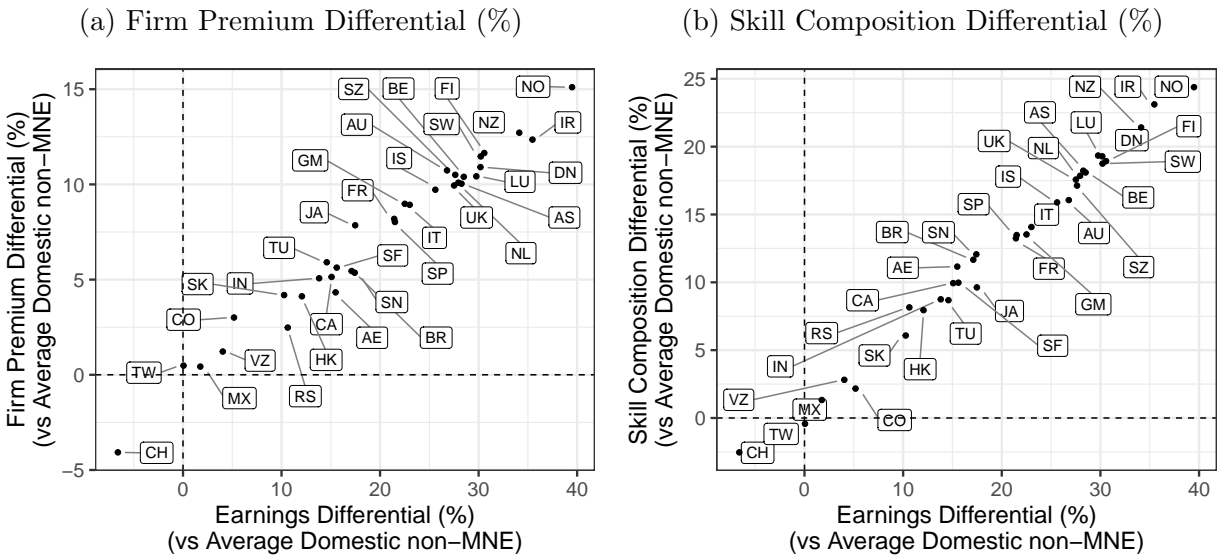 (a) Firm Premium Differential (%)
Firm Premium Differential (%)
(vs Average Domestic non−MNE)
15
10
5
0
−5
SZ
BE
FI
NO
AU
SW
NZ
IR
GM
IS
DN
FR
LU
JA
UK
AS
IT
NL
TU
SF
SP
SK
IN
SN
CO
CA
AE
BR
HK
VZ
TW
MX
RS
CH
0
10
20
30
40
Earnings Differential (%)
(vs Average Domestic non−MNE)
(b) Skill Composition Differential (%)
Skill Composition Differential (%)
(vs Average Domestic non−MNE)
25
20
15
10
5
0
NZ
IR
NO
AS
LU
DN
FI
UK
NL
SW
IS
BE
SP
IT
AU
BR
SN
SZ
AE
FR
CA
GM
JA
RS
TU
SF
IN
SK
HK
VZ
MX
CO
TW
CH
0
10
20
30
40
Earnings Differential (%)
(vs Average Domestic non−MNE)